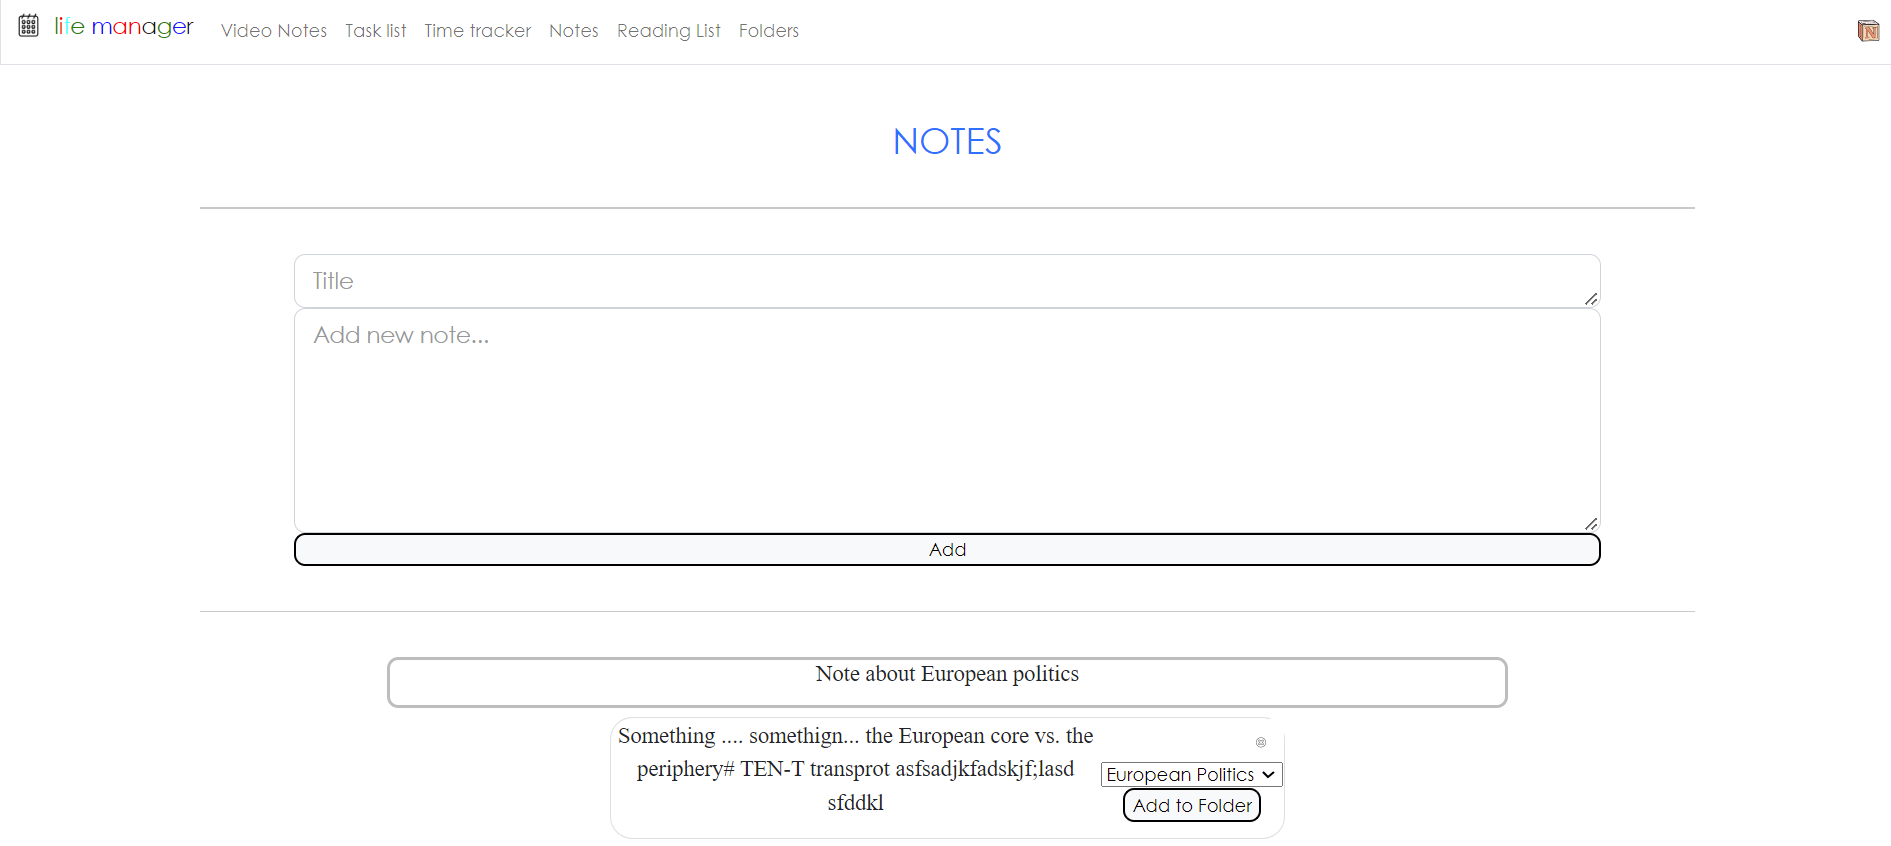 life manager Video Notes Task list Time tracker Notes Reading List Folders N
NOTES
Title
Add new note...
Add
Note about European politics
Something .... somethign... the European core vs. the
periphery# TEN-T transprot asfsadjkfadskjf;lasd
sfddkl
European Politics
Add to Folder